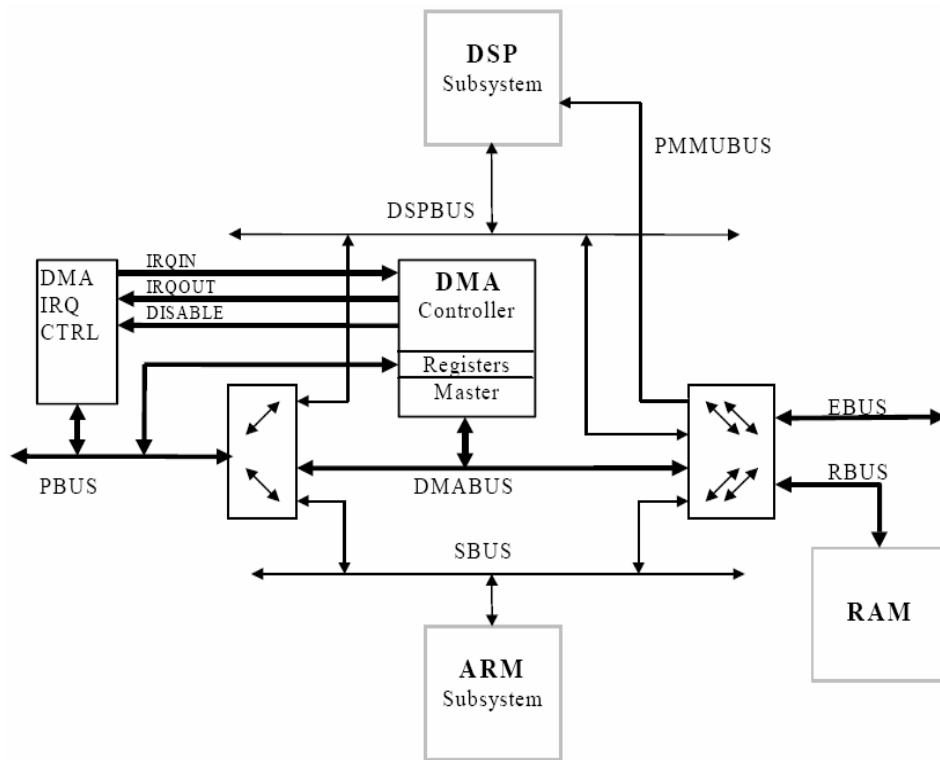 DSP
Subsystem
PMMUBUS
DSPBUS
DMA
IRQ
CTRL
IRQIN
IRQOUT
DISABLE
DMA
Controller
Registers
Master
EBUS
PBUS
DMABUS
RBUS
SBUS
RAM
ARM
Subsystem